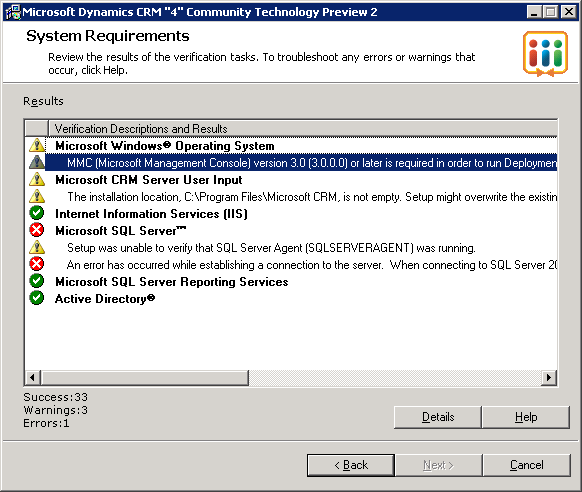 Microsoft Dynamics CRM "4" Community Technology Preview 2
System Requirements
Review the results of the verification tasks. To troubleshoot any errors or warnings that
occur, click Help.
Results
Verification Descriptions and Results
Microsoft Windows® Operating System
MMC (Microsoft Management Console) version 3.0 (3.0.0.0) or later is required in order to run Deploymen
Microsoft CRM Server User Input
The installation location, C:\Program Files\Microsoft CRM, is not empty. Setup might overwrite the existin
Internet Information Services (IIS)
Microsoft SQL Server™
Setup was unable to verify that SQL Server Agent (SQLSERVERAGENT) was running.
An error has occurred while establishing a connection to the server.  When connecting to SQL Server 20
Microsoft SQL Server Reporting Services
Active Directory®
Success:33
Warnings:3
Errors:1
Details
Help
< Back
Next >
Cancel